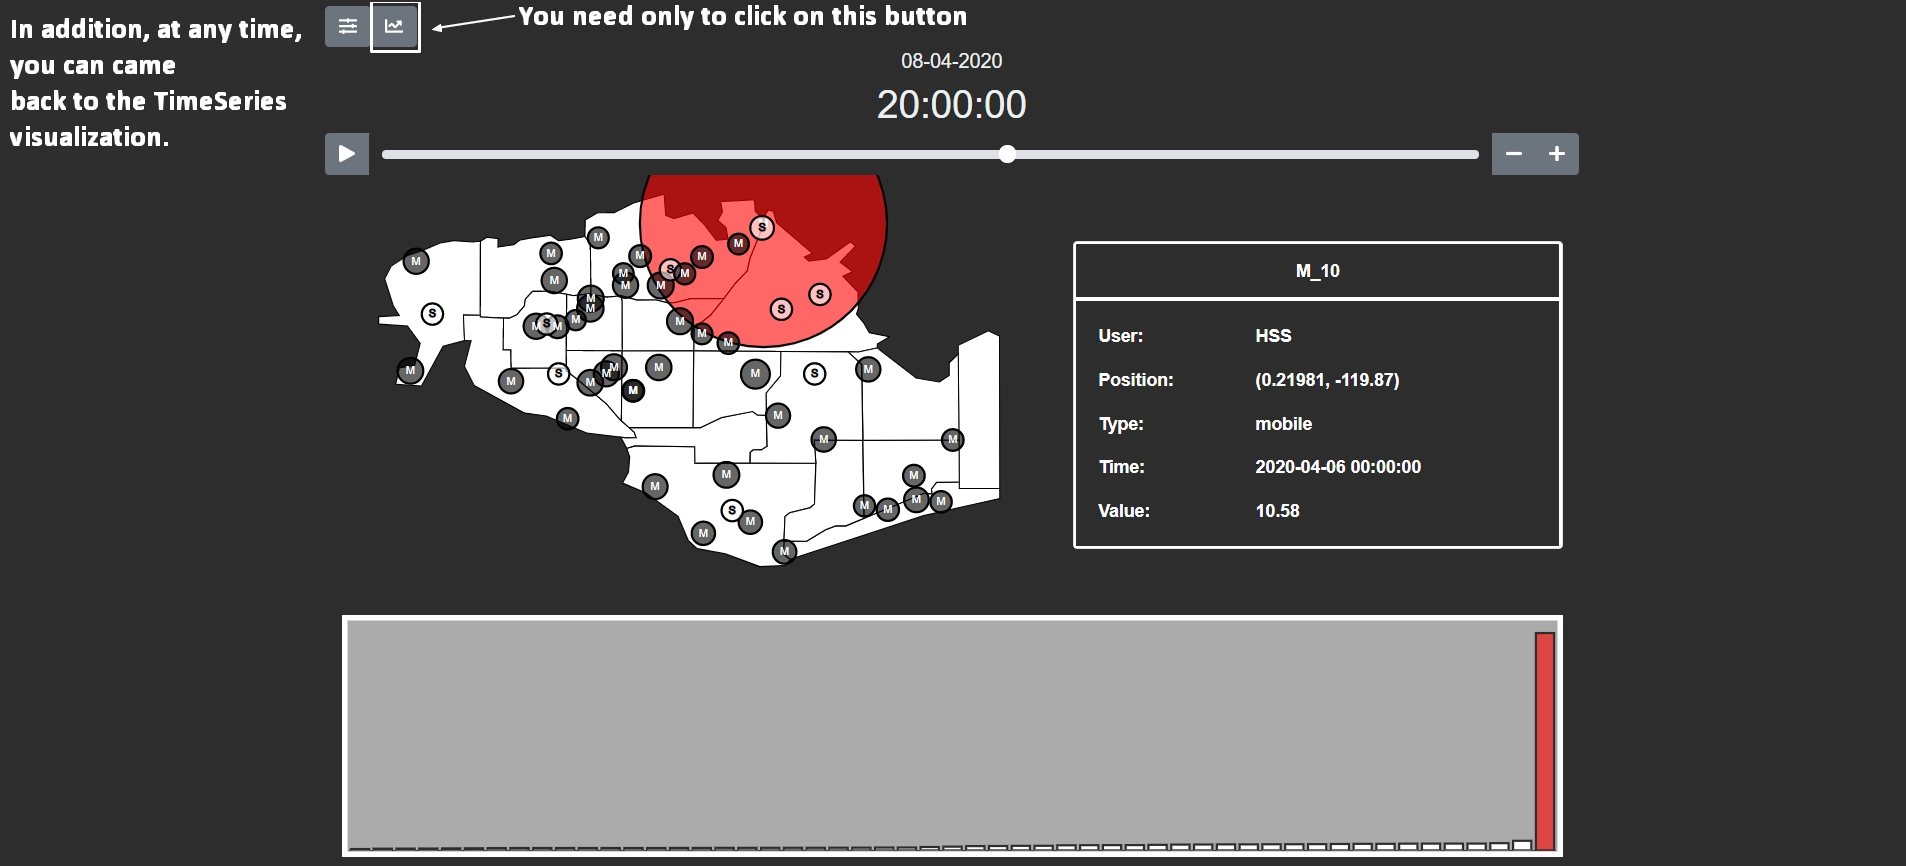 In addition, at any time,
you can came
back to the TimeSeries
visualization.
You need only to click on this button
08-04-2020
20:00:00
M
M
M
M
S
M
M
S
M
M
M
M
S
M
M
M
M
S
S
S
M
M
M
M
S
M
M
M
M
M
M
M
S
M
M
M
M
M
M
S
M
M
M
M
M
M
M
M
M
S
M
M
M
M
M
M
M
M_10
User: HSS
Position: (0.21981, -119.87)
Type: mobile
Time: 2020-04-06 00:00:00
Value: 10.58